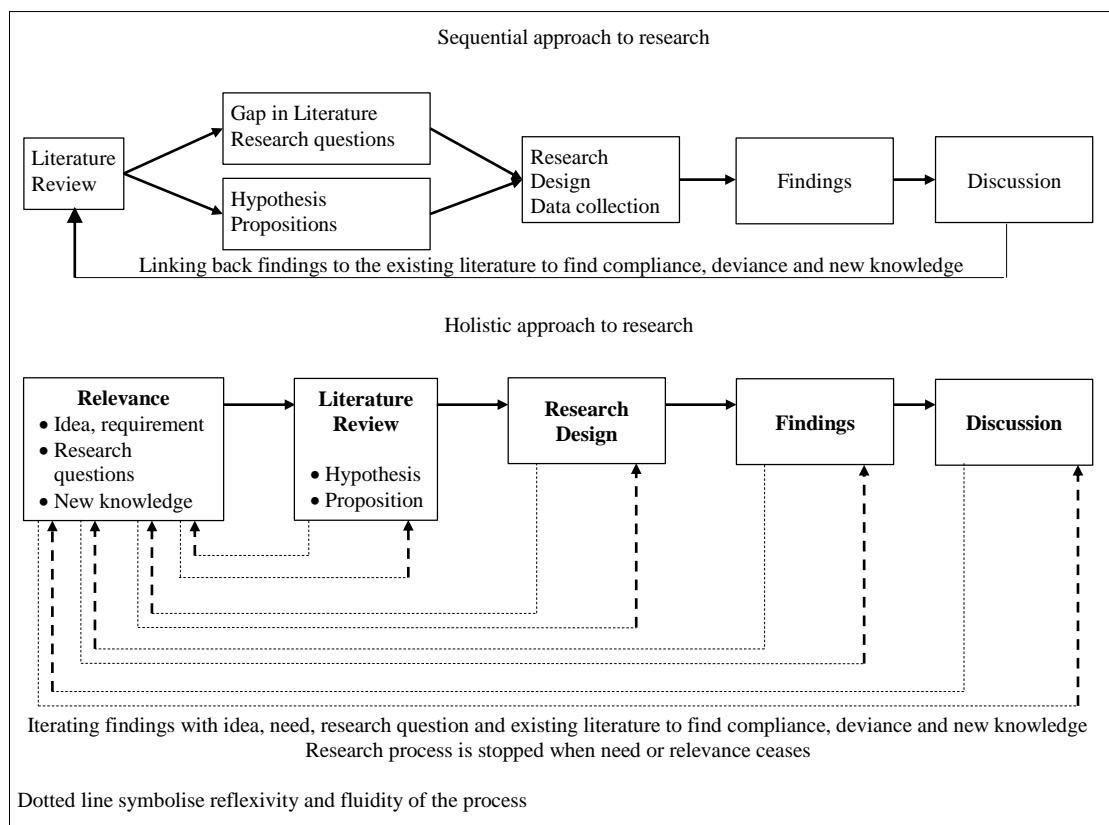 Sequential approach to research
Literature
Review
Gap in Literature
Research questions
Hypothesis
Propositions
Research
Design
Data collection
Findings
Discussion
Linking back findings to the existing literature to find compliance, deviance and new knowledge
Holistic approach to research
Relevance
• Idea, requirement
• Research
questions
• New knowledge
Literature
Review
• Hypothesis
• Proposition
Research
Design
Findings
Discussion
Iterating findings with idea, need, research question and existing literature to find compliance, deviance and new knowledge
Research process is stopped when need or relevance ceases
Dotted line symbolise reflexivity and fluidity of the process